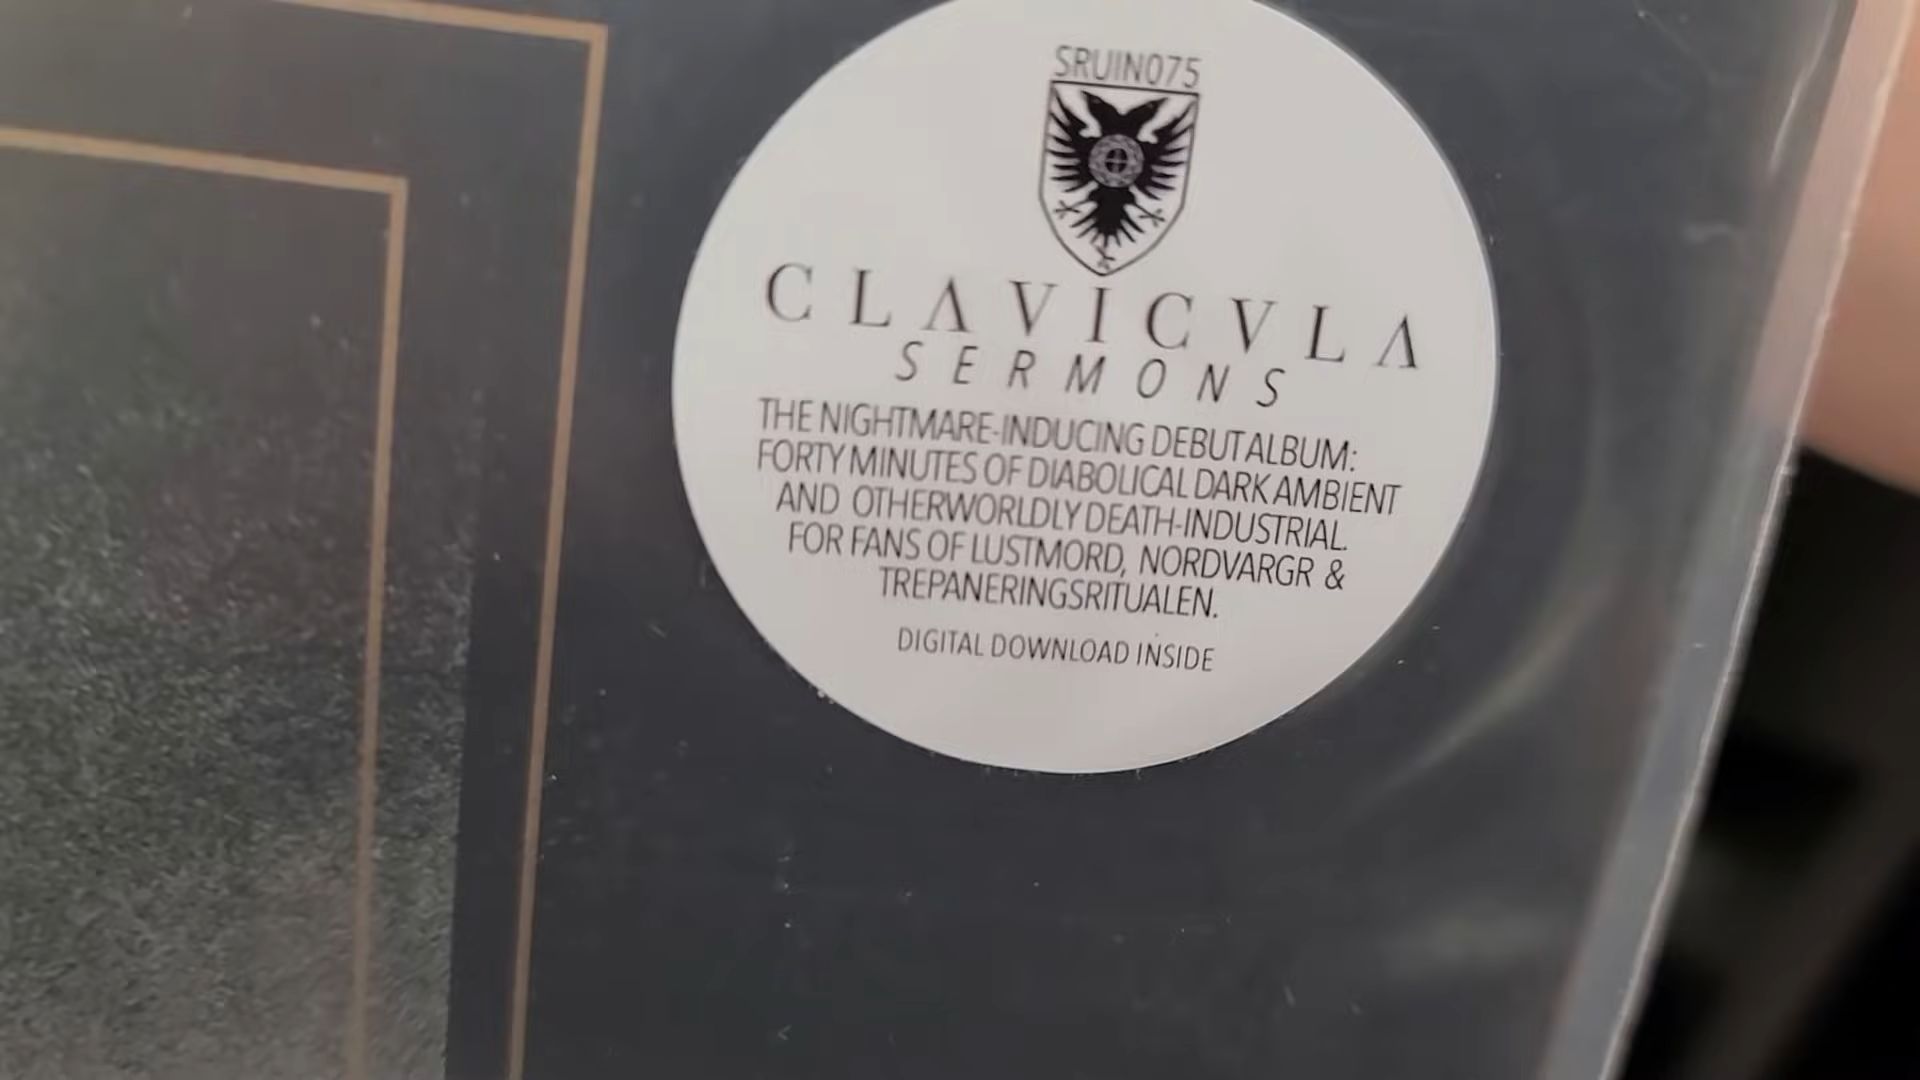 SRUIN075
CLΛVICVLΛ
SERMONS
THE NIGHTMARE-INDUCING DEBUT ALBUM:
FORTY MINUTES OF DIABOLICAL DARK AMBIENT
AND OTHERWORLDLY DEATH-INDUSTRIAL.
FOR FANS OF LUSTMORD, NORDVARGR &
TREPANERINGSRITUALEN.
DIGITAL DOWNLOAD INSIDE